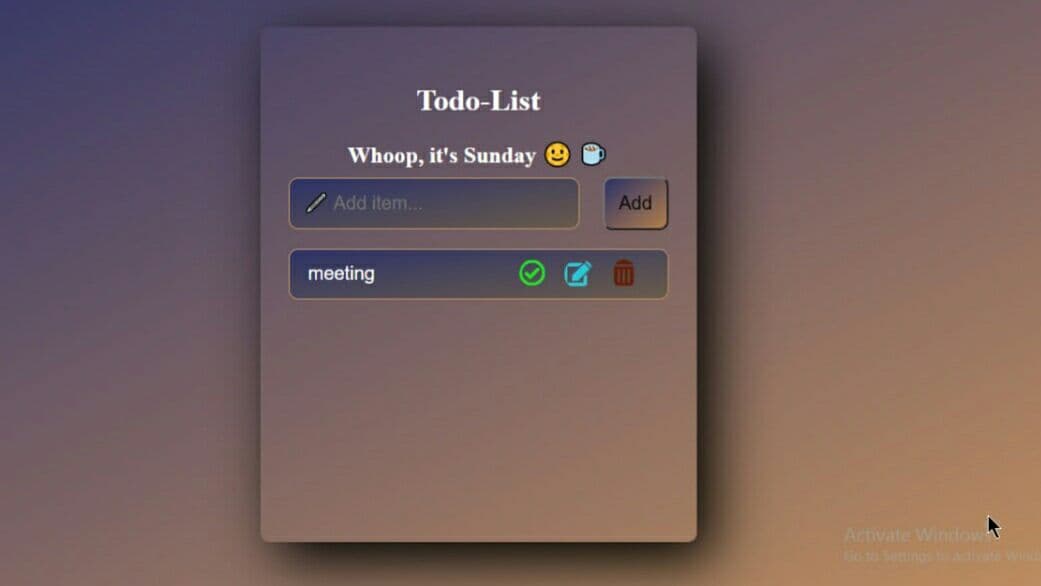 Todo-List
Whoop, it's Sunday 🙂 ☕
Add item...
Add
meeting
Activate Windows
Go to Settings to activate Wind